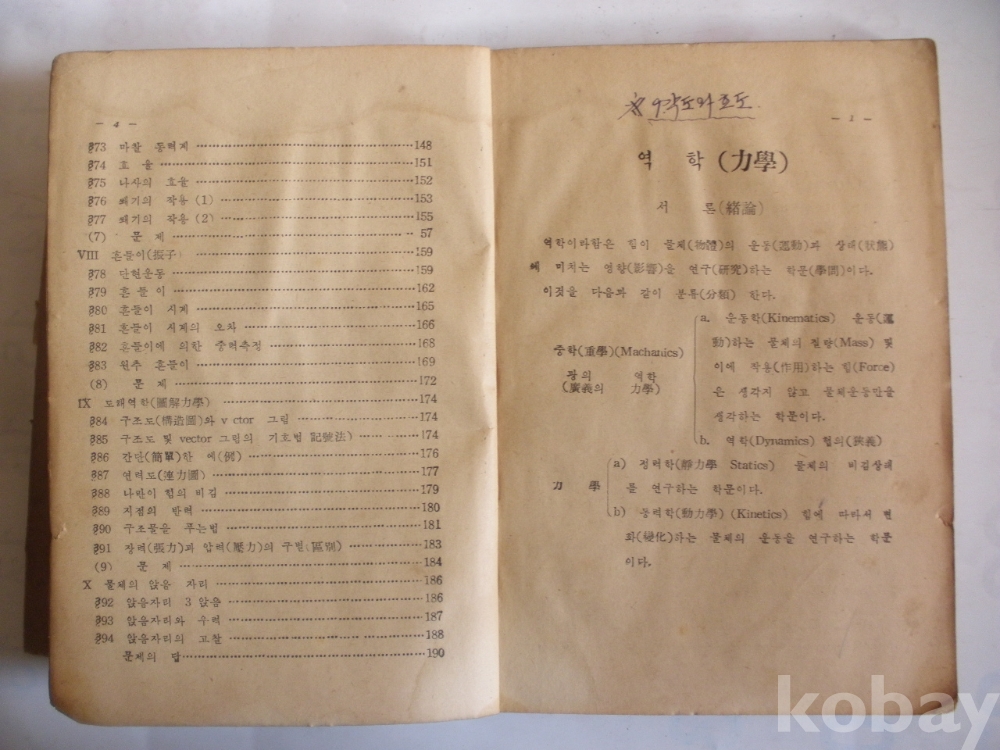 — 4 —
§73 마찰 동력계 148
§74 효 율 151
§75 나사의 효율 152
§76 쐐기의 작용 (1) 153
§77 쐐기의 작용 (2) 155
(7) 문 제 57
VIII 흔들이(振子) 159
§78 단현운동 159
§79 흔 들 이 162
§80 흔들이 시계 165
§81 흔들이 시계의 오차 166
§82 흔들이에 의한 중력측정 168
§83 원추 흔들이 169
(8) 문 제 172
IX 도해역학(圖解力學) 174
§84 구조도(構造圖)와 v ctor 그림 174
§85 구조도 및 vector 그림의 기호법 記號法) 174
§86 간단(簡單)한 예(例) 176
§87 연력도(連力圖) 177
§88 나란이 힘의 비김 179
§89 지점의 반력 180
§90 구조물을 푸는법 181
§91 장력(張力)과 압력(壓力)의 구별(區別) 183
(9) 문 제 184
X 물체의 앉음 자리 186
§92 앉음자리 3 앉음 186
§93 앉음자리와 우력 187
§94 앉음자리의 고찰 188
문제의 답 190
각도와 호도
— 1 —
역 학 (力學)
서 론(緖論)
역학이라함은 힘이 물체(物體)의 운동(運動)과 상태(狀態)
에 미치는 영향(影響)을 연구(研究)하는 학문(學問)이다.
이것을 다음과 같이 분류(分類) 한다.
중학(重學)(Machanics)
광의 역학
(廣義의 力學)
a. 운동학(Kinematics) 운동(運
動)하는 물체의 질량(Mass) 및
이에 작용(作用)하는 힘(Force)
은 생각지 않고 물체운동만을
생각하는 학문이다.
b. 역학(Dynamics) 협의(狹義)
力 學
a) 정력학(靜力學 Statics) 물체의 비김상태
를 연구하는 학문이다.
b) 동력학(動力學) (Kinetics) 힘에 따라서 변
화(變化)하는 물체의 운동을 연구하는 학문
이다.
kobay